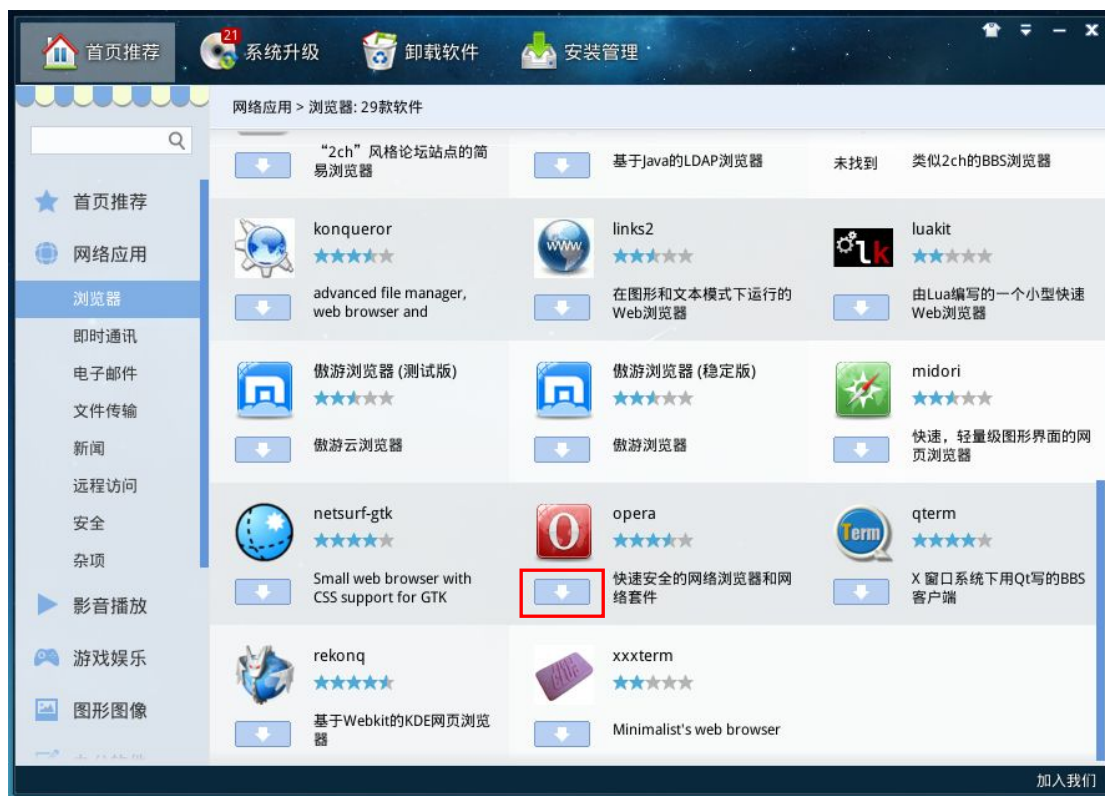 首页推荐
21
系统升级
卸载软件
安装管理
网络应用 > 浏览器: 29款软件
首页推荐
网络应用
浏览器
即时通讯
电子邮件
文件传输
新闻
远程访问
安全
杂项
影音播放
游戏娱乐
图形图像
“2ch”风格论坛站点的简
易浏览器
基于Java的LDAP浏览器
未找到
类似2ch的BBS浏览器
konqueror
advanced file manager,
web browser and
www
links2
在图形和文本模式下运行的
Web浏览器
lk
luakit
由Lua编写的一个小型快速
Web浏览器
傲游浏览器 (测试版)
傲游云浏览器
傲游浏览器 (稳定版)
傲游浏览器
midori
快速，轻量级图形界面的网
页浏览器
netsurf-gtk
Small web browser with
CSS support for GTK
opera
快速安全的网络浏览器和网
络套件
Term
qterm
X 窗口系统下用Qt写的BBS
客户端
rekonq
基于Webkit的KDE网页浏览
器
xxxterm
Minimalist's web browser
加入我们